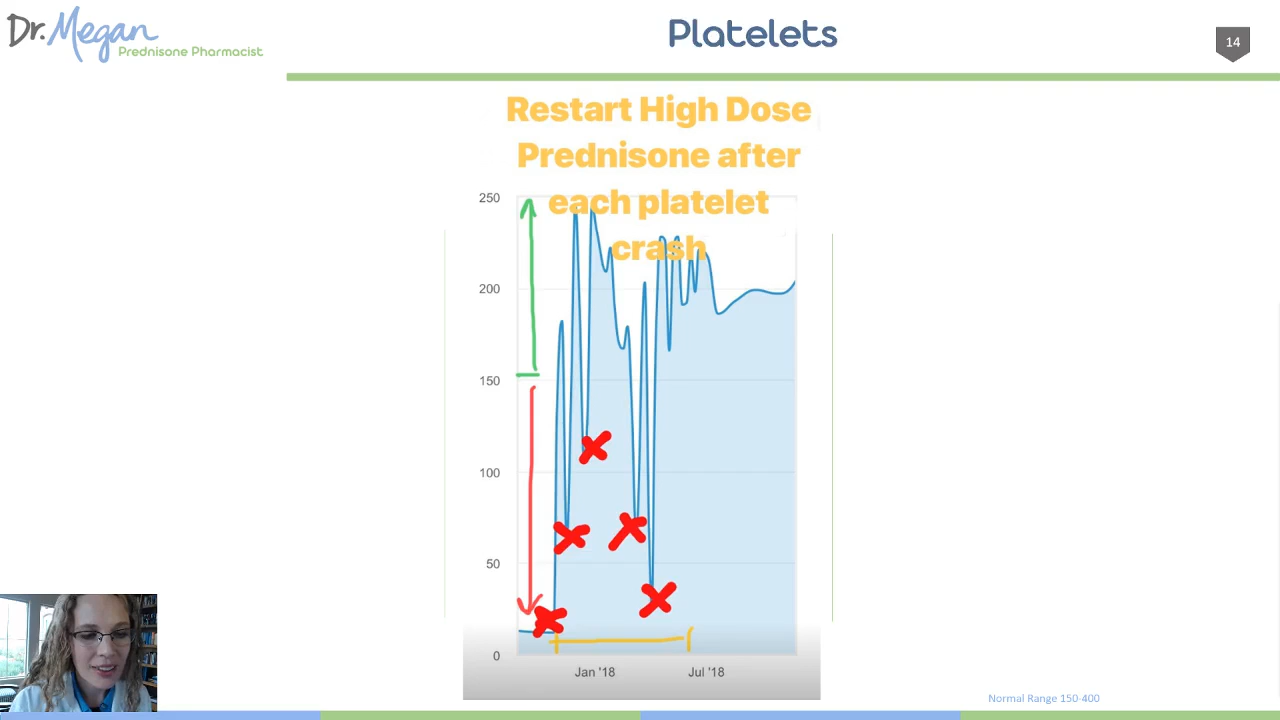 Dr. Megan
Prednisone Pharmacist
Platelets
14
Restart High Dose
Prednisone after
each platelet
crash
250
200
150
100
50
0
Jan '18
Jul '18
Normal Range 150-400